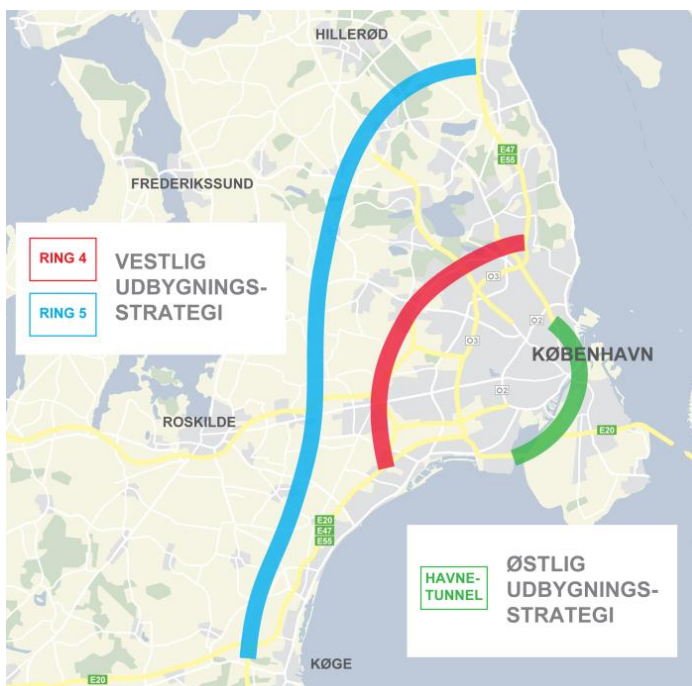 HILLERØD
E47
E55
FREDERIKSSUND
RING 4
RING 5
VESTLIG
UDBYGNINGS-
STRATEGI
O3
O2
O3
KØBENHAVN
O2
ROSKILDE
E20
E20
E47
E55
HAVNE-
TUNNEL
ØSTLIG
UDBYGNINGS-
STRATEGI
KØGE
E20